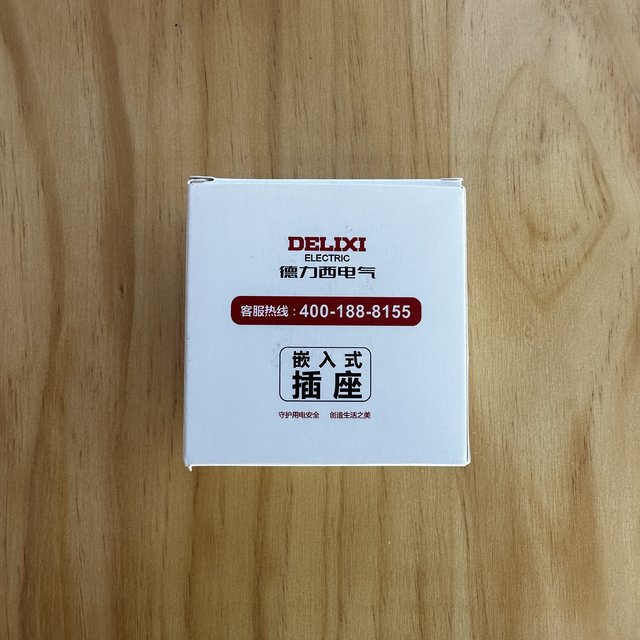 DELIXI
ELECTRIC
德力西电气
客服热线：400-188-8155
嵌入式
插座
守护用电安全 创造生活之美